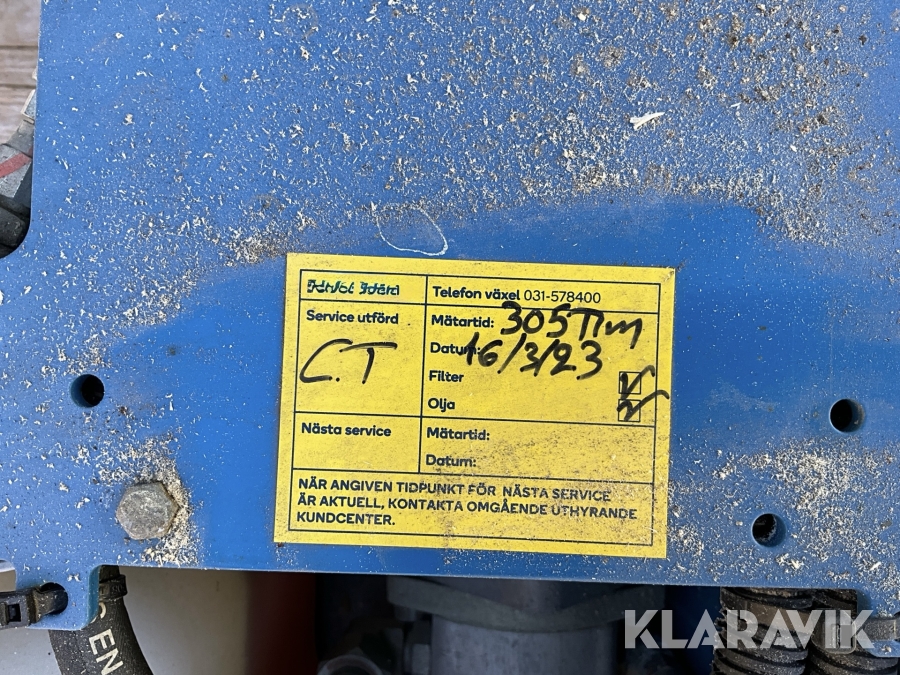 Telefon växel 031-578400
Service utförd
C.T
Mätartid: 305 Tim
Datum: 16/3/23
Filter
Olja
Nästa service
Mätartid:
Datum:
NÄR ANGIVEN TIDPUNKT FÖR NÄSTA SERVICE
ÄR AKTUELL, KONTAKTA OMGÅENDE UTHYRANDE
KUNDCENTER.
EN
KLARAVIK